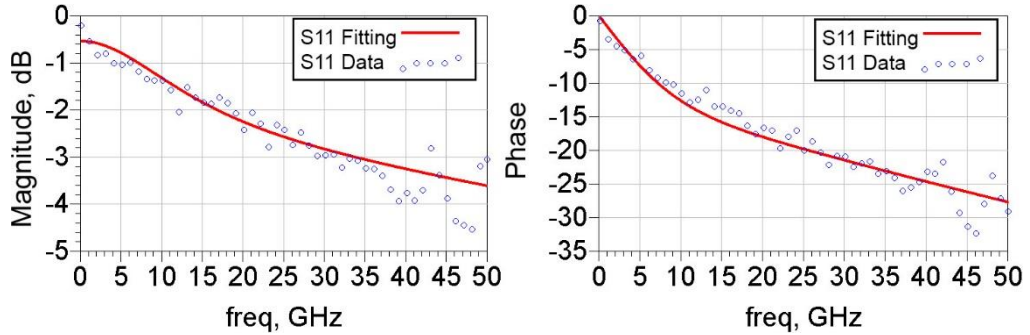 0
-1
-2
-3
-4
-5
Magnitude, dB
S11 Fitting
S11 Data
0 5 10 15 20 25 30 35 40 45 50
freq, GHz
0
-5
-10
-15
-20
-25
-30
-35
Phase
S11 Fitting
S11 Data
0 5 10 15 20 25 30 35 40 45 50
freq, GHz